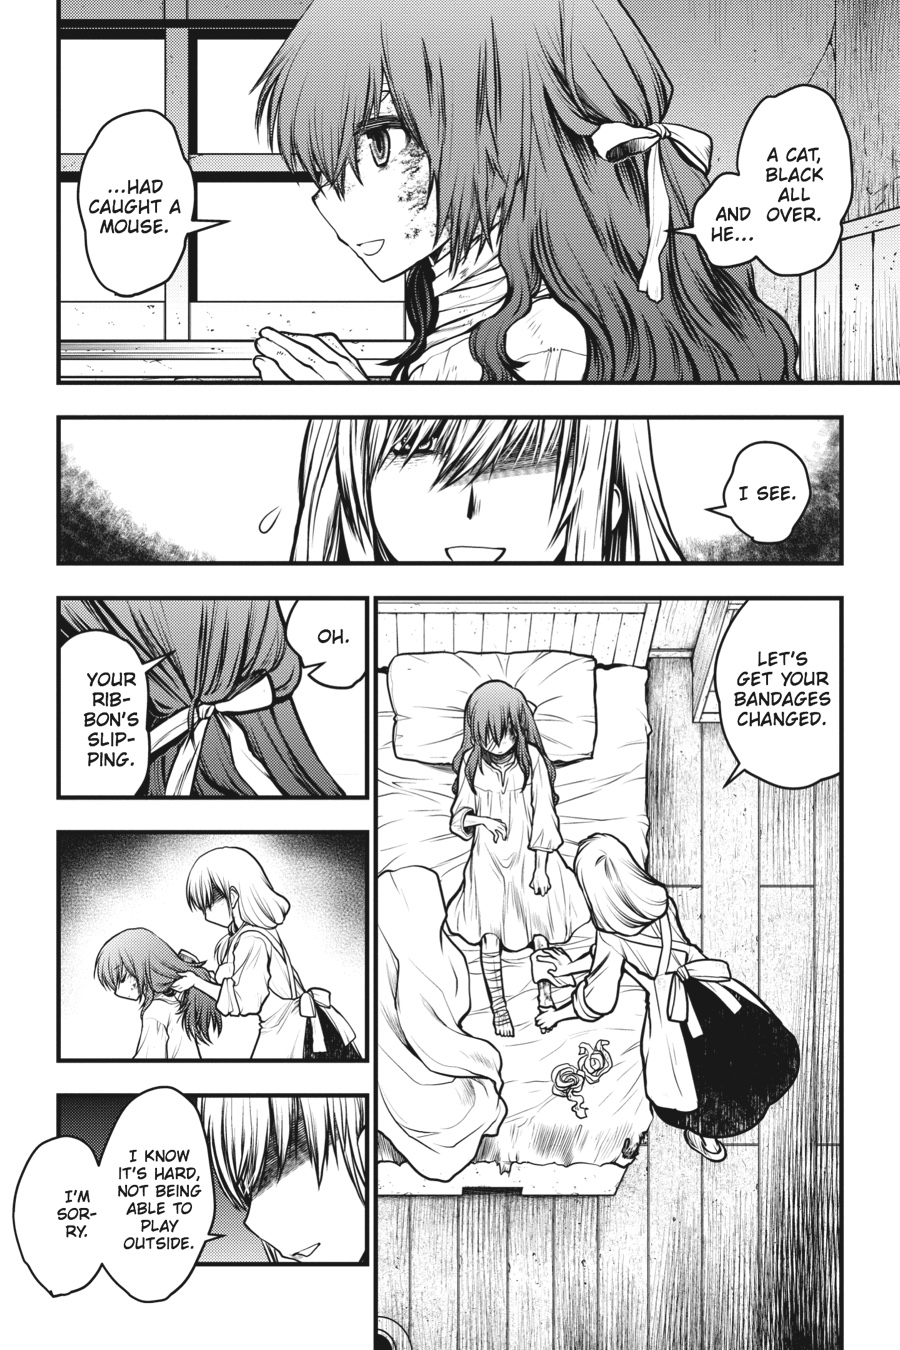 A CAT,
BLACK
ALL
OVER.
AND
HE...
...HAD
CAUGHT A
MOUSE.
I SEE.
LET'S
GET YOUR
BANDAGES
CHANGED.
OH.
YOUR
RIB-
BON'S
SLIP-
PING.
I KNOW
IT'S HARD,
NOT BEING
ABLE TO
PLAY
OUTSIDE.
I'M
SOR-
RY.